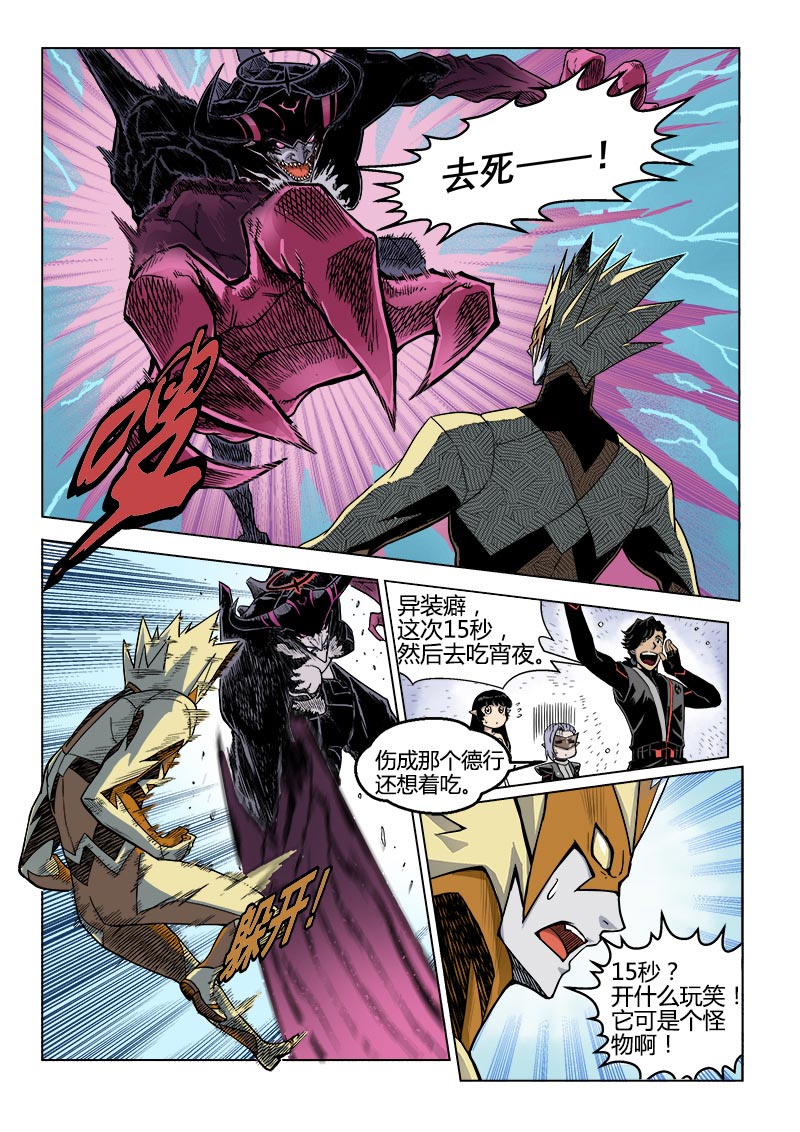 去死——！
异装癖，
这次15秒，
然后去吃宵夜。
伤成那个德行
还想着吃。
躲开！
15秒？
开什么玩笑！
它可是个怪
物啊！